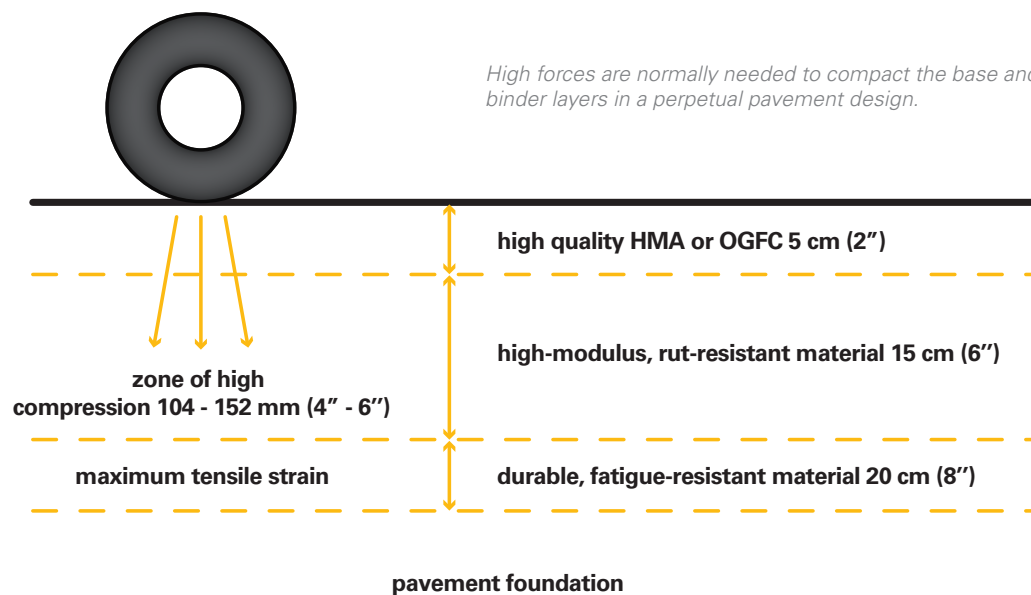 High forces are normally needed to compact the base and
binder layers in a perpetual pavement design.
high quality HMA or OGFC 5 cm (2”)
high-modulus, rut-resistant material 15 cm (6’’)
zone of high
compression 104 - 152 mm (4” - 6’’)
maximum tensile strain
durable, fatigue-resistant material 20 cm (8’’)
pavement foundation